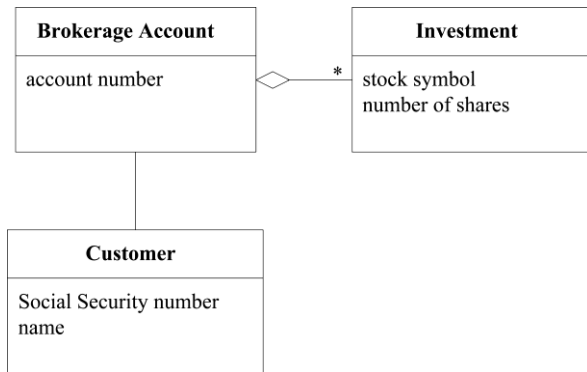 Brokerage Account
account number
*
Investment
stock symbol
number of shares
Customer
Social Security number
name